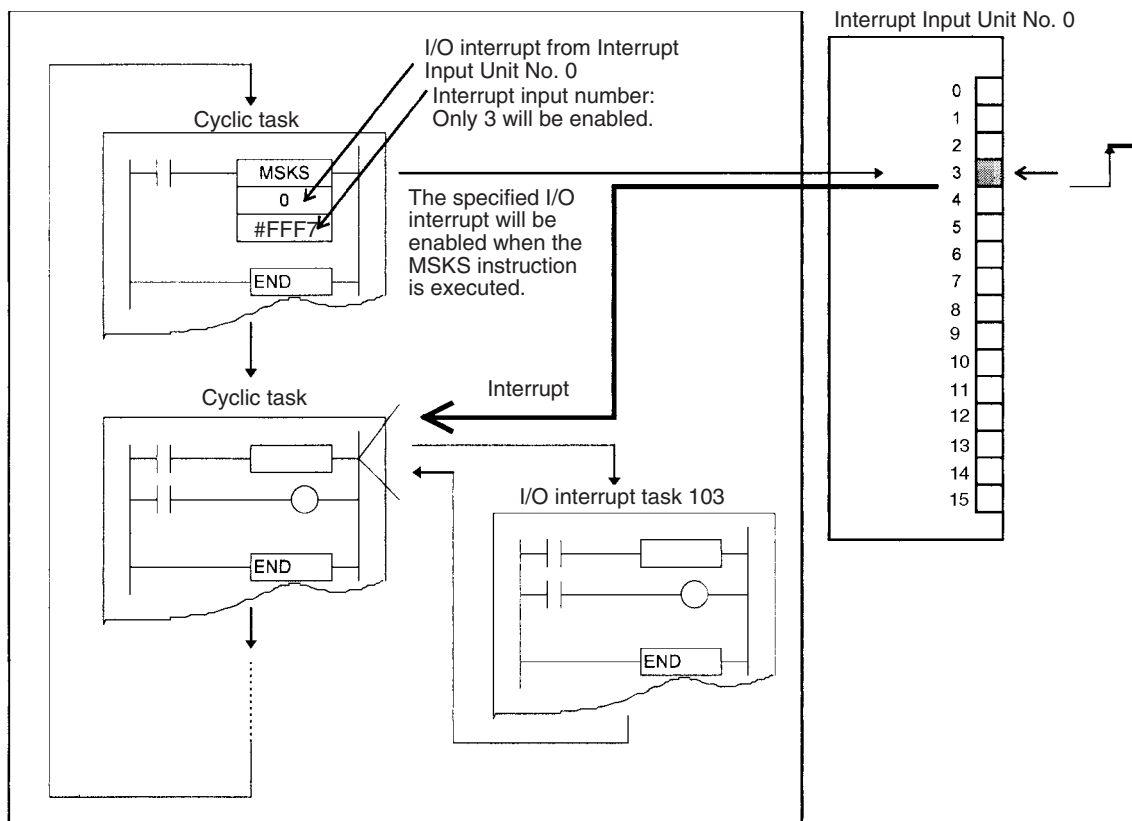 Interrupt Input Unit No. 0
I/O interrupt from Interrupt
Input Unit No. 0
Interrupt input number:
Only 3 will be enabled.
Cyclic task
MSKS
0
#FFF7
END
The specified I/O
interrupt will be
enabled when the
MSKS instruction
is executed.
0
1
2
3
4
5
6
7
8
9
10
11
12
13
14
15
Cyclic task
Interrupt
END
I/O interrupt task 103
END